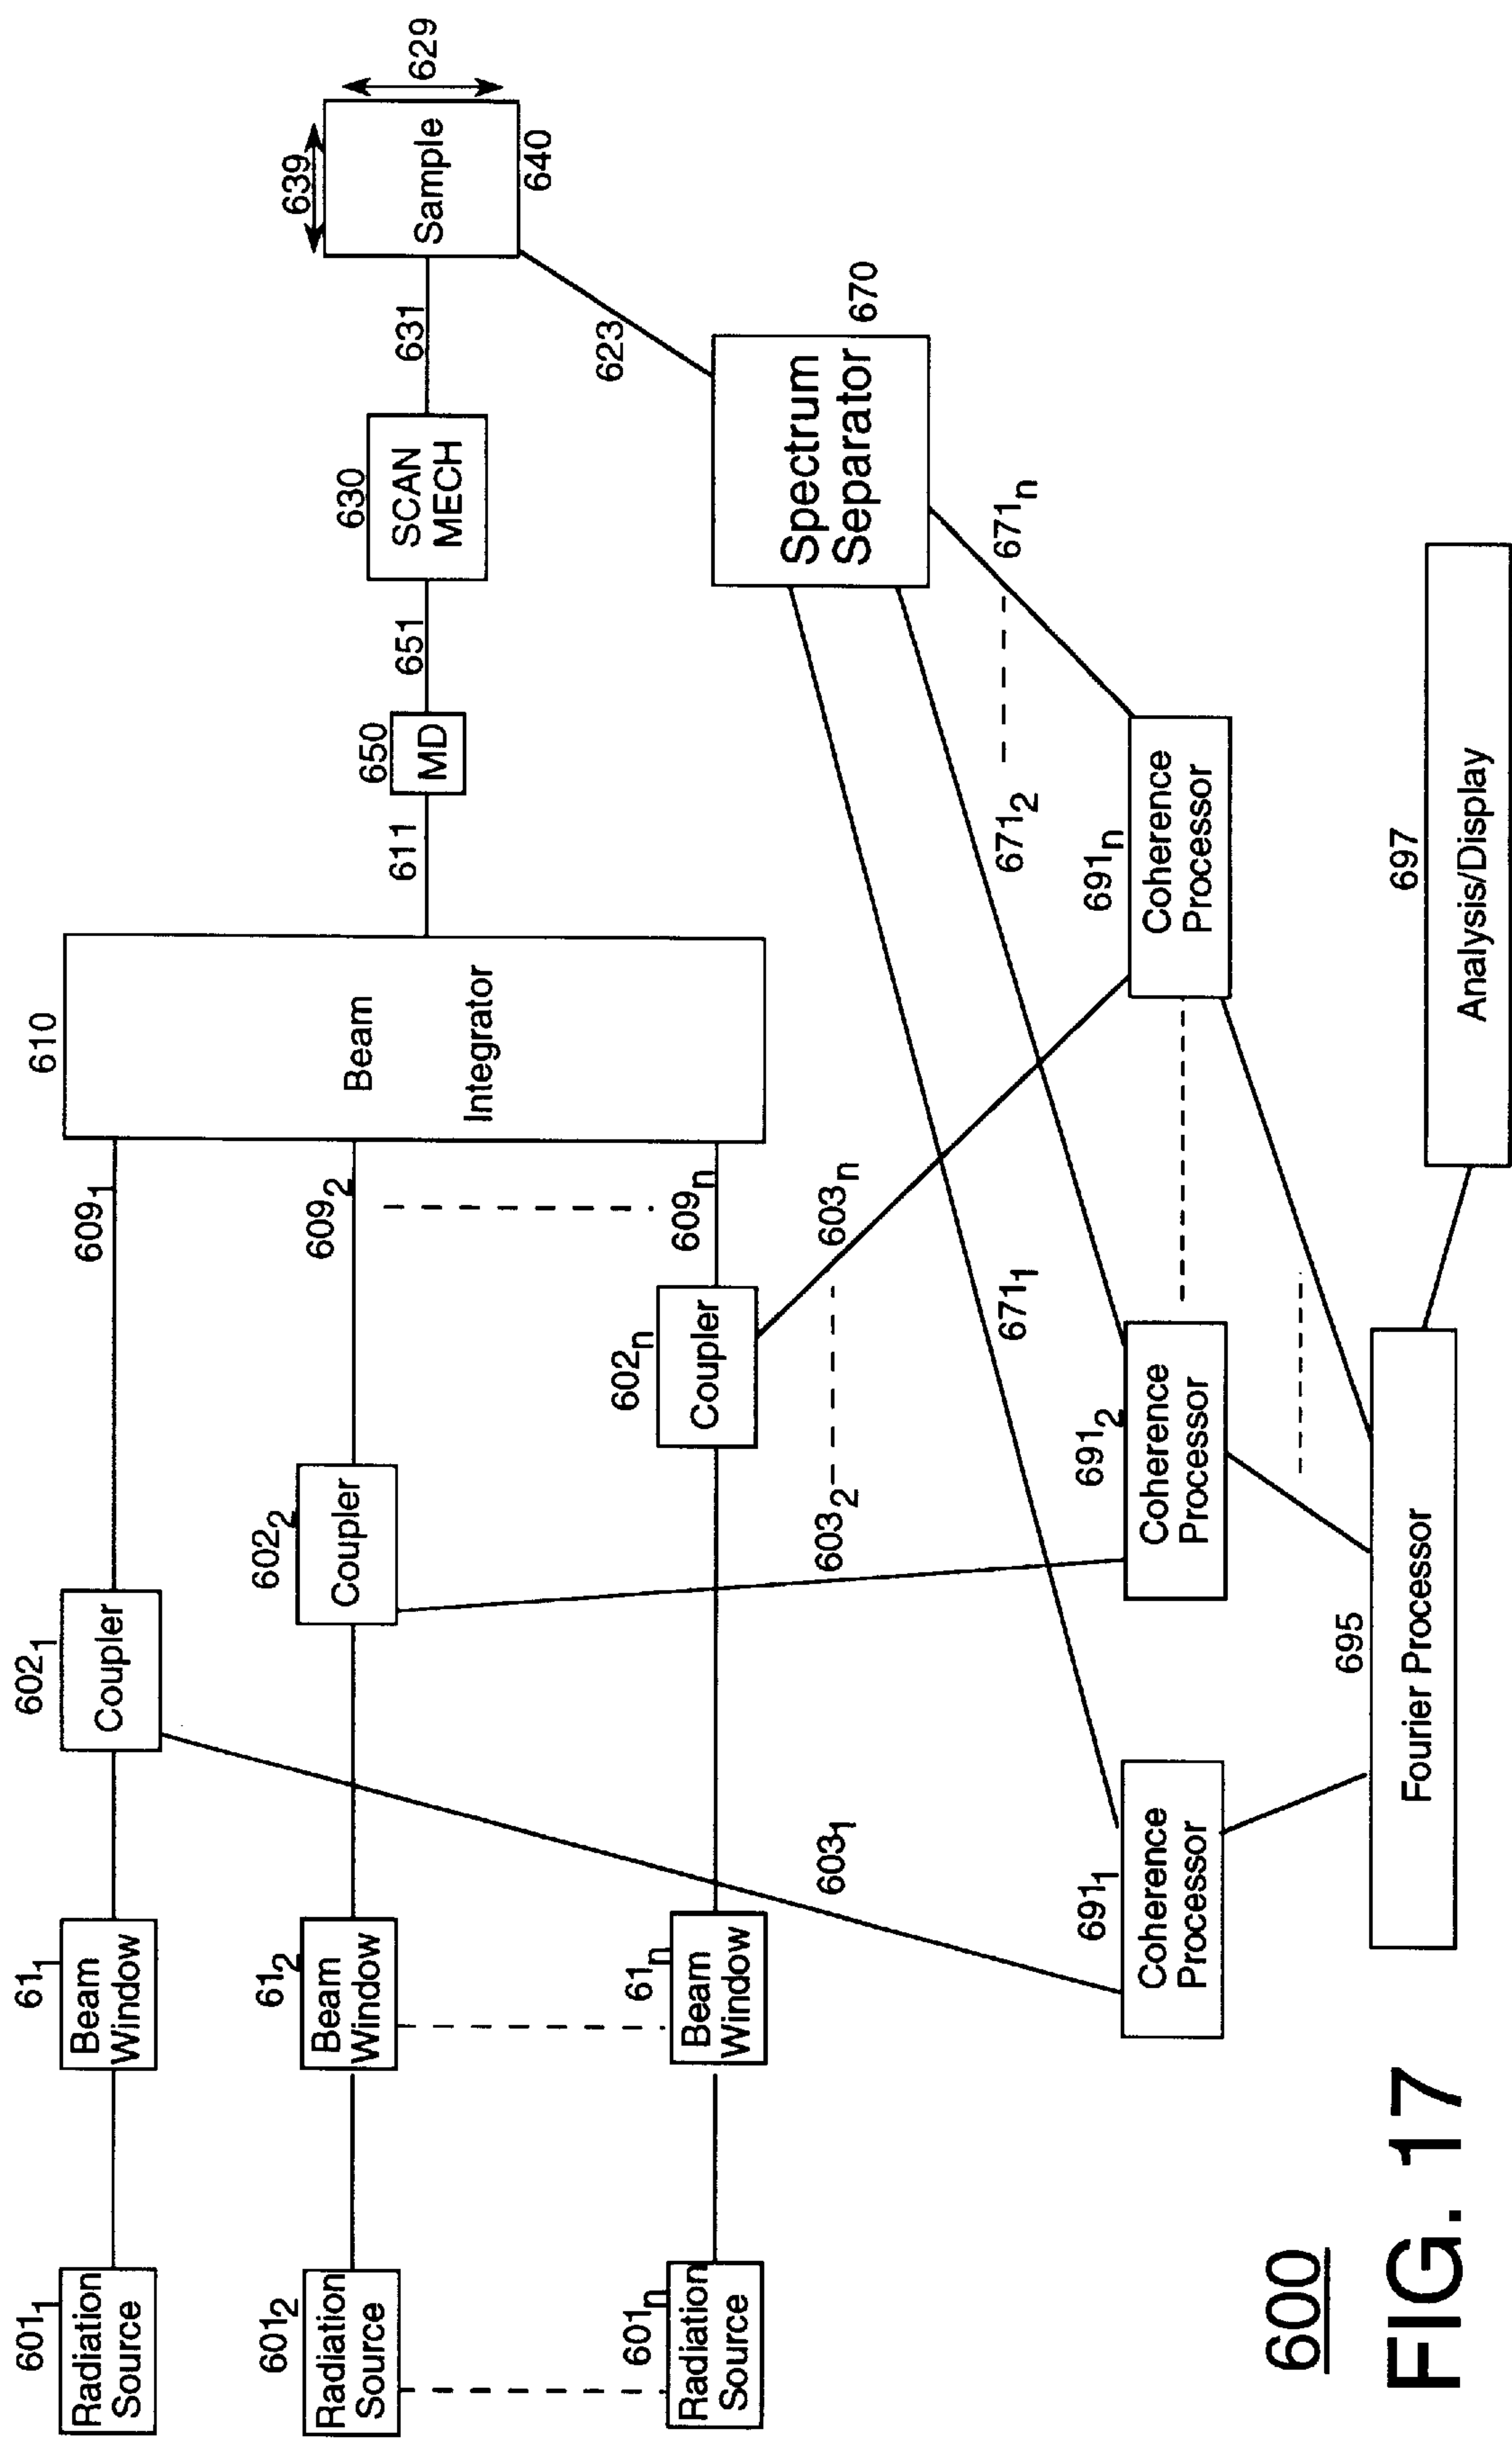 601₁
Radiation
Source
61₁
Beam
Window
602₁
Coupler
609₁
610
Beam
Integrator
601₂
Radiation
Source
61₂
Beam
Window
602₂
Coupler
609₂
601ₙ
Radiation
Source
61ₙ
Beam
Window
602ₙ
Coupler
609ₙ
611
650
MD
651
630
SCAN
MECH
631
639
Sample
629
640
623
Spectrum
Separator
670
603₁
603₂
603ₙ
671₁
671₂
671ₙ
691₁
Coherence
Processor
691₂
Coherence
Processor
691ₙ
Coherence
Processor
695
Fourier Processor
697
Analysis/Display
600
FIG. 17